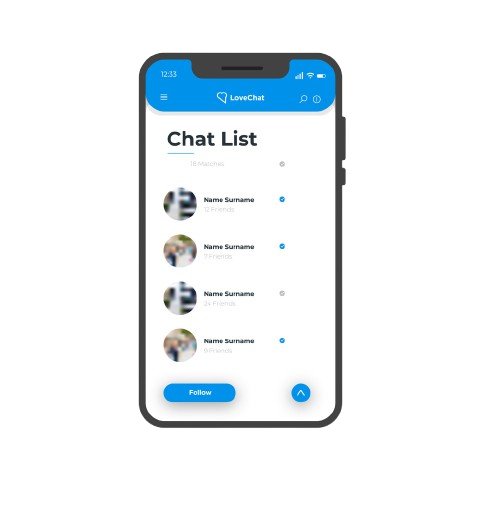 12:33
LoveChat
Chat List
18 Matches
Name Surname
12 Friends
Name Surname
7 Friends
Name Surname
24 Friends
Name Surname
9 Friends
Follow